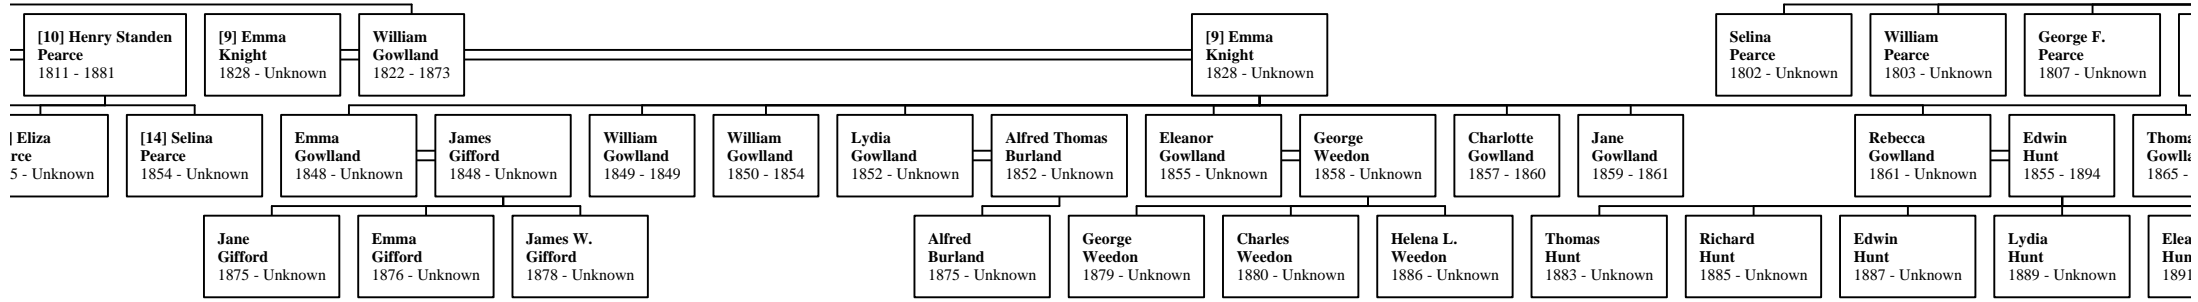 [10] Henry Standen
Pearce
1811 - 1881
[9] Emma
Knight
1828 - Unknown
William
Gowlland
1822 - 1873
[9] Emma
Knight
1828 - Unknown
Selina
Pearce
1802 - Unknown
William
Pearce
1803 - Unknown
George F.
Pearce
1807 - Unknown
] Eliza
rce
5 - Unknown
[14] Selina
Pearce
1854 - Unknown
Emma
Gowlland
1848 - Unknown
James
Gifford
1848 - Unknown
William
Gowlland
1849 - 1849
William
Gowlland
1850 - 1854
Lydia
Gowlland
1852 - Unknown
Alfred Thomas
Burland
1852 - Unknown
Eleanor
Gowlland
1855 - Unknown
George
Weedon
1858 - Unknown
Charlotte
Gowlland
1857 - 1860
Jane
Gowlland
1859 - 1861
Rebecca
Gowlland
1861 - Unknown
Edwin
Hunt
1855 - 1894
Thoma
Gowlla
1865 -
Jane
Gifford
1875 - Unknown
Emma
Gifford
1876 - Unknown
James W.
Gifford
1878 - Unknown
Alfred
Burland
1875 - Unknown
George
Weedon
1879 - Unknown
Charles
Weedon
1880 - Unknown
Helena L.
Weedon
1886 - Unknown
Thomas
Hunt
1883 - Unknown
Richard
Hunt
1885 - Unknown
Edwin
Hunt
1887 - Unknown
Lydia
Hunt
1889 - Unknown
Elea
Hun
1891